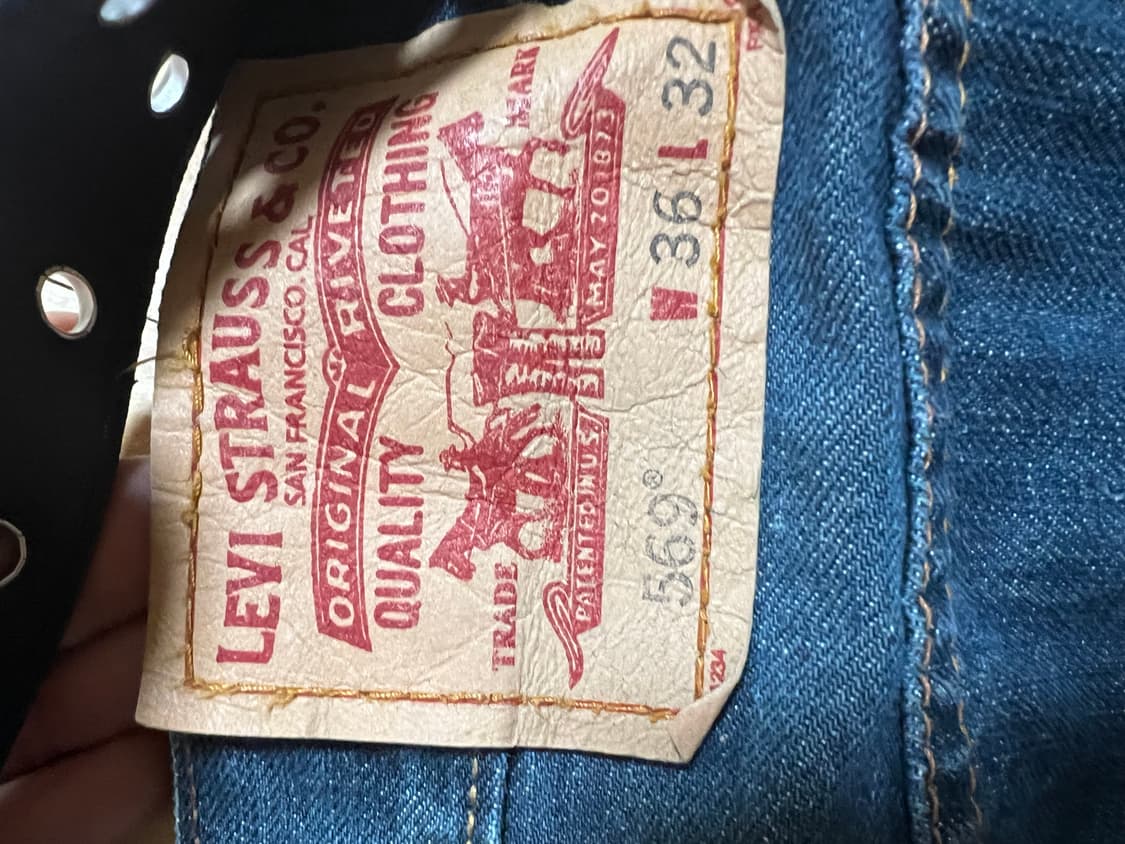 LEVI STRAUSS & CO.
SAN FRANCISCO. CAL.
ORIGINAL RIVETED
QUALITY CLOTHING
TRADE MARK
PATENTED IN U.S. MAY 20 1873
569® W 36 L 32
1234